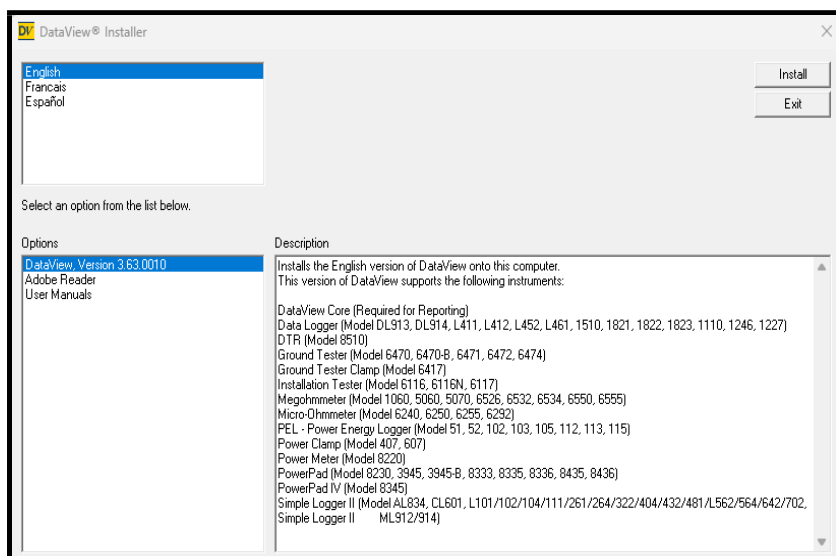 DV DataView® Installer
English
Francais
Español
Install
Exit
Select an option from the list below.
Options
DataView, Version 3.63.0010
Adobe Reader
User Manuals
Description
Installs the English version of DataView onto this computer.
This version of DataView supports the following instruments:
DataView Core (Required for Reporting)
Data Logger (Model DL913, DL914, L411, L412, L452, L461, 1510, 1821, 1822, 1823, 1110, 1246, 1227)
DTR (Model 8510)
Ground Tester (Model 6470, 6470-B, 6471, 6472, 6474)
Ground Tester Clamp (Model 6417)
Installation Tester (Model 6116, 6116N, 6117)
Megohmmeter (Model 1060, 5060, 5070, 6526, 6532, 6534, 6550, 6555)
Micro-Ohmmeter (Model 6240, 6250, 6255, 6292)
PEL - Power Energy Logger (Model 51, 52, 102, 103, 105, 112, 113, 115)
Power Clamp (Model 407, 607)
Power Meter (Model 8220)
PowerPad (Model 8230, 3945, 3945-B, 8333, 8335, 8336, 8435, 8436)
PowerPad IV (Model 8345)
Simple Logger II (Model AL834, CL601, L101/102/104/111/261/264/322/404/432/481/L562/564/642/702,
Simple Logger II ML912/914)